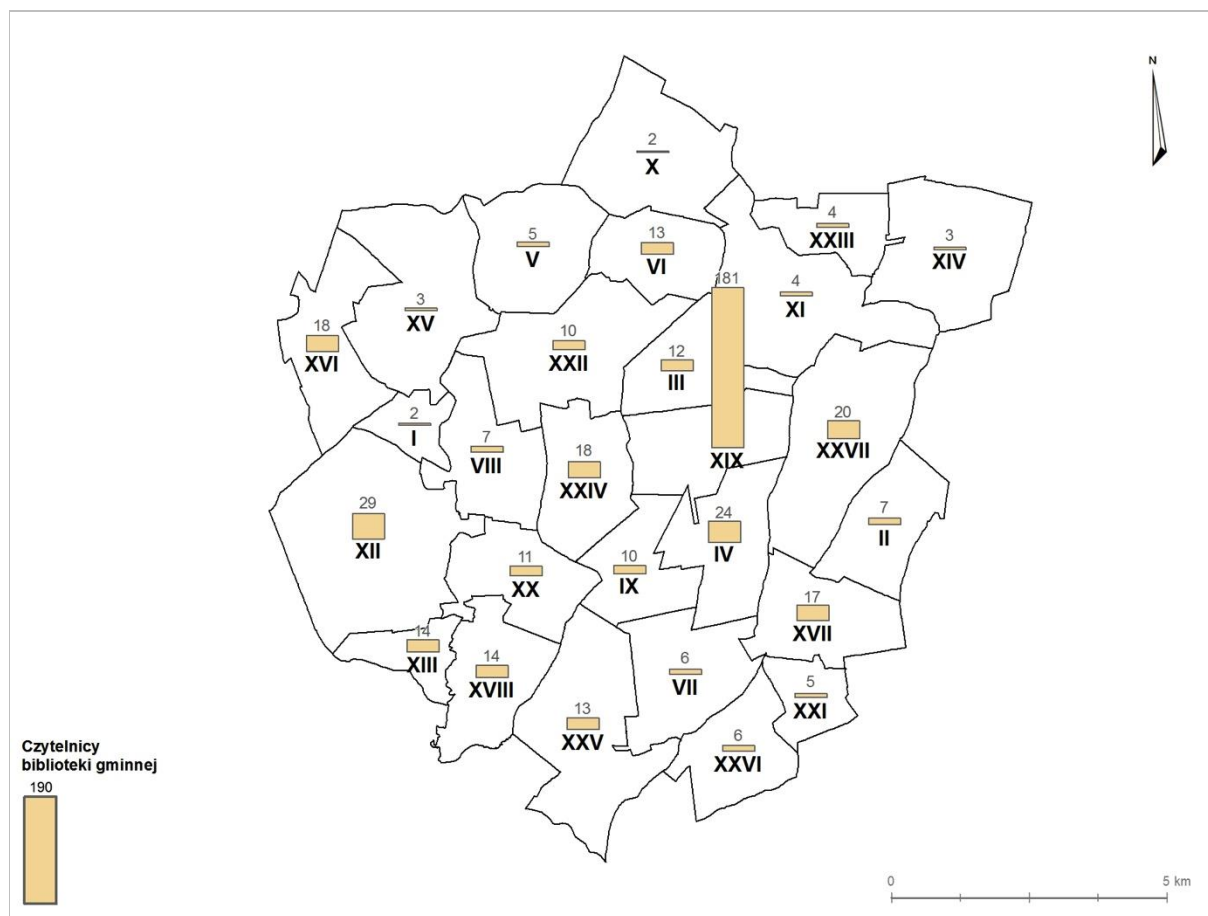 N
2
X
4
XXIII
3
XIV
5
V
13
VI
181
4
XI
3
XV
18
XVI
10
XXII
12
III
2
I
7
VIII
18
XXIV
XIX
20
XXVII
29
XII
24
IV
7
II
11
XX
10
IX
17
XVII
14
XIII
14
XVIII
6
VII
5
XXI
13
XXV
6
XXVI
Czytelnicy
biblioteki gminnej
190
0
5 km